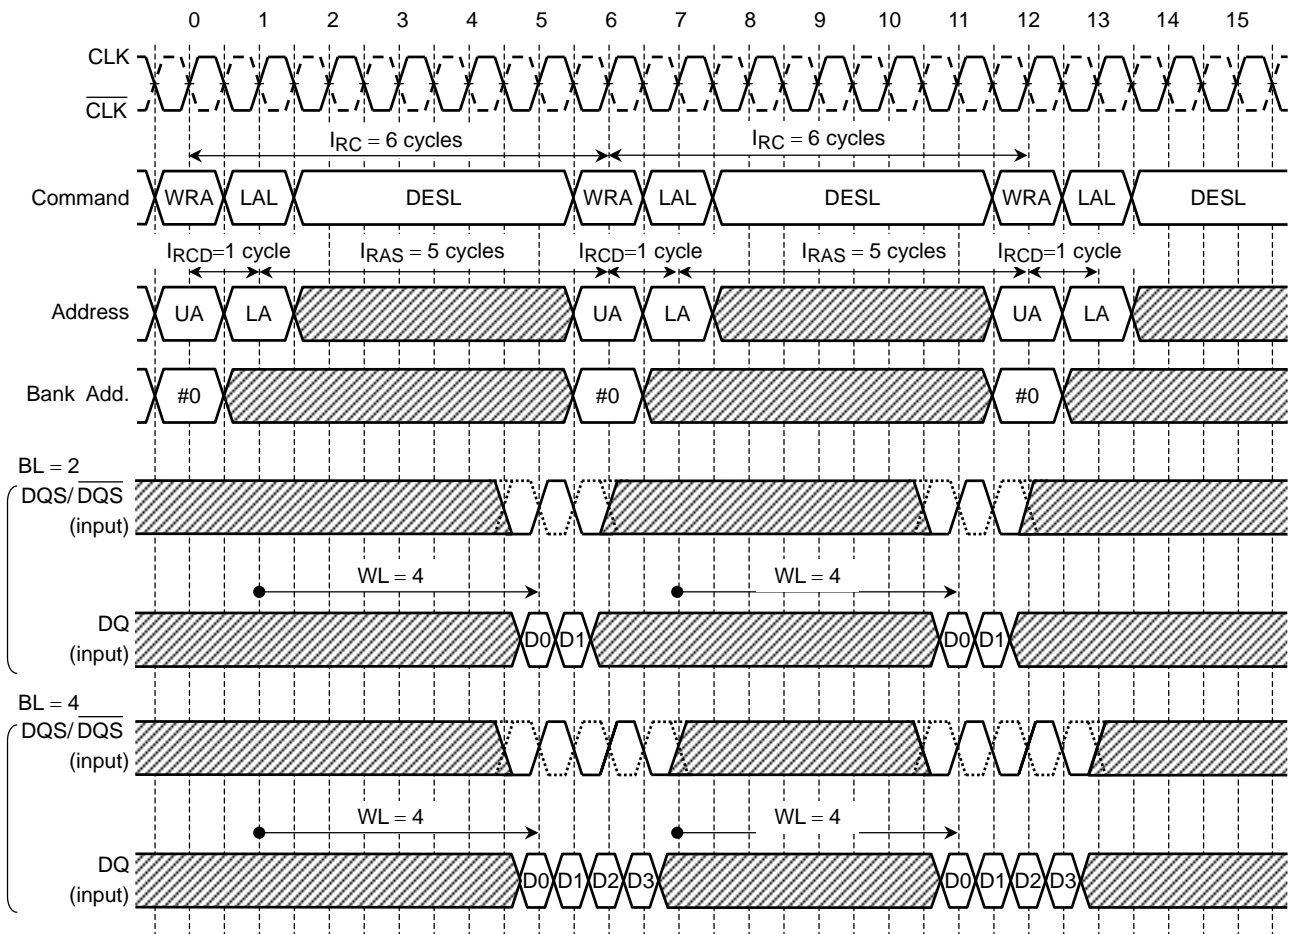 0 1 2 3 4 5 6 7 8 9 10 11 12 13 14 15
CLK
CLK
IRC = 6 cycles IRC = 6 cycles
Command WRA LAL DESL WRA LAL DESL WRA LAL DESL
IRCD=1 cycle IRAS = 5 cycles IRCD=1 cycle IRAS = 5 cycles IRCD=1 cycle
Address UA LA UA LA UA LA
Bank Add. #0 #0 #0
BL = 2
DQS/ DQS
(input)
WL = 4 WL = 4
DQ
(input)
D0 D1 D0 D1
BL = 4
DQS/ DQS
(input)
WL = 4 WL = 4
DQ
(input)
D0 D1 D2 D3 D0 D1 D2 D3